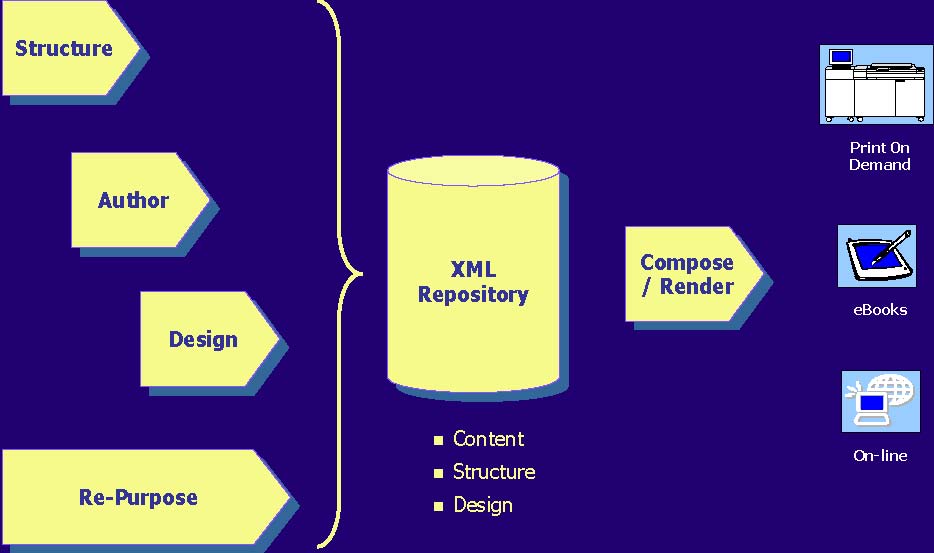 Structure
Author
Design
Re-Purpose
XML
Repository
Content
Structure
Design
Compose
/ Render
Print On
Demand
eBooks
On-line